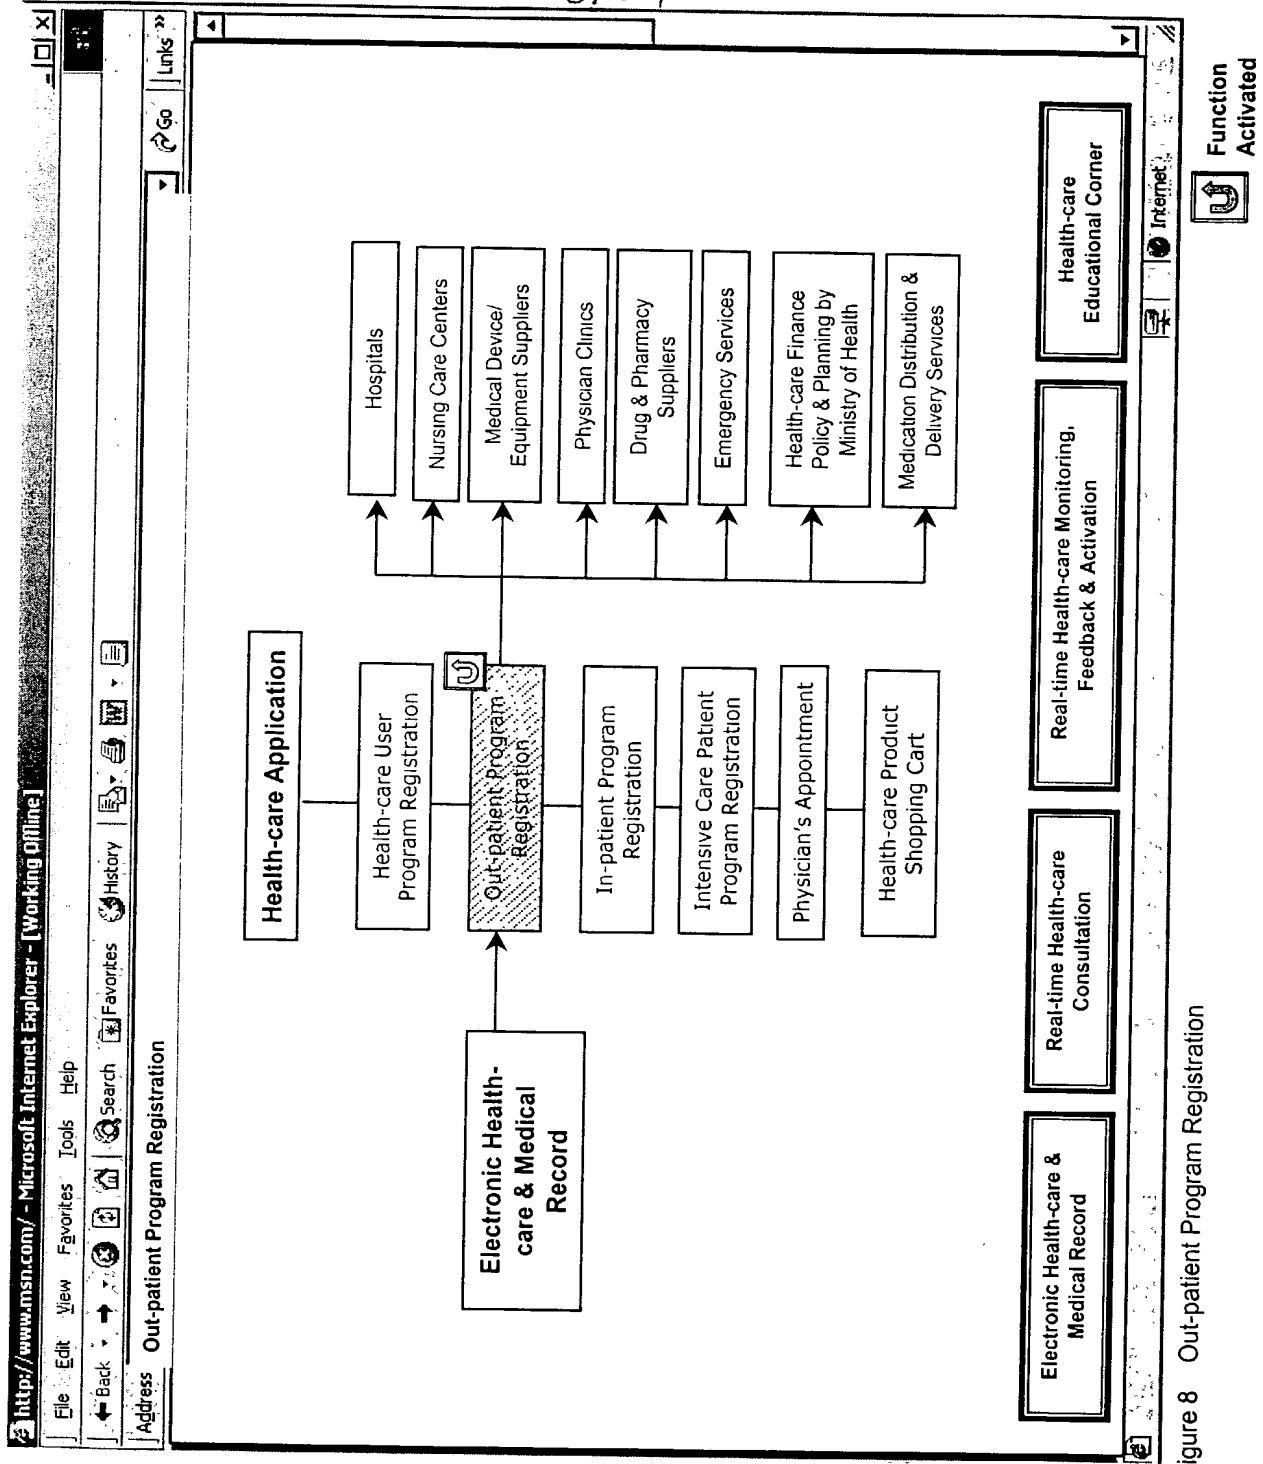 http://www.msn.com/ - Microsoft Internet Explorer - [Working Offline]
File Edit View Favorites Tools Help
Back Search Favorites History
Address Out-patient Program Registration Go Links »
Health-care Application
Health-care User
Program Registration
Out-patient Program
Registration
In-patient Program
Registration
Intensive Care Patient
Program Registration
Physician's Appointment
Health-care Product
Shopping Cart
Electronic Health-
care & Medical
Record
Hospitals
Nursing Care Centers
Medical Device/
Equipment Suppliers
Physician Clinics
Drug & Pharmacy
Suppliers
Emergency Services
Health-care Finance
Policy & Planning by
Ministry of Health
Medication Distribution &
Delivery Services
Electronic Health-care &
Medical Record
Real-time Health-care
Consultation
Real-time Health-care Monitoring,
Feedback & Activation
Health-care
Educational Corner
Internet
igure 8 Out-patient Program Registration
Function
Activated